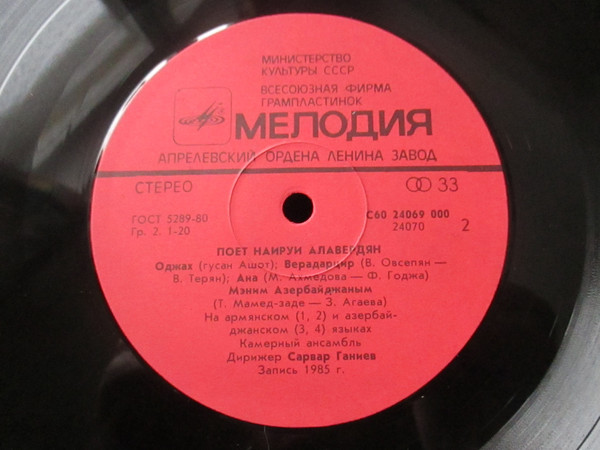 МИНИСТЕРСТВО
КУЛЬТУРЫ СССР
ВСЕСОЮЗНАЯ ФИРМА
ГРАМПЛАСТИНОК
МЕЛОДИЯ
АПРЕЛЕВСКИЙ ОРДЕНА ЛЕНИНА ЗАВОД
СТЕРЕО 33
ГОСТ 5289-80 С60 24069 000
Гр. 2. 1-20 24070 2
ПОЕТ НАИРУИ АЛАВЕРДЯН
Оджах (гусан Ашот); Верадарцир (В. Овсепян —
В. Терян); Ана (М. Ахмедова — Ф. Годжа)
Мэним Азербайджаным
(Т. Мамед-заде — З. Агаева)
На армянском (1, 2) и азербай-
джанском (3, 4) языках
Камерный ансамбль
Дирижер Сарвар Ганиев
Запись 1985 г.